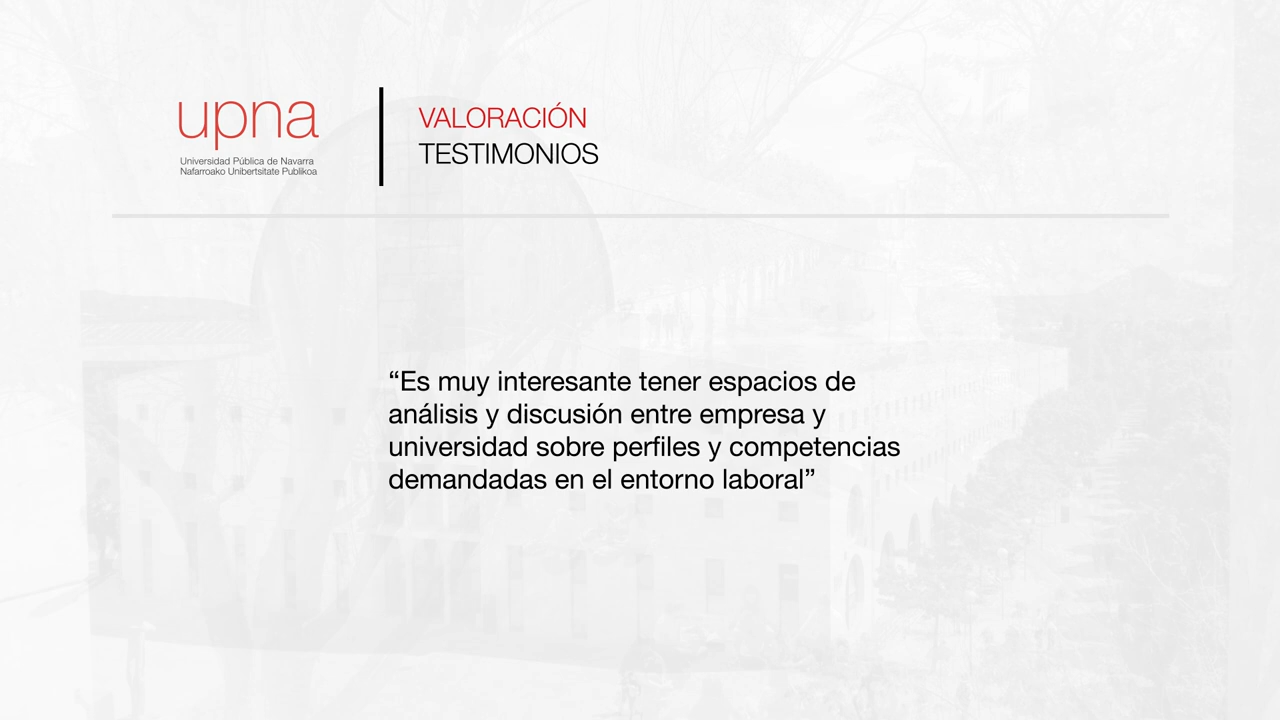 upna
Universidad Pública de Navarra
Nafarroako Unibertsitate Publikoa
VALORACIÓN
TESTIMONIOS
“Es muy interesante tener espacios de
análisis y discusión entre empresa y
universidad sobre perfiles y competencias
demandadas en el entorno laboral”